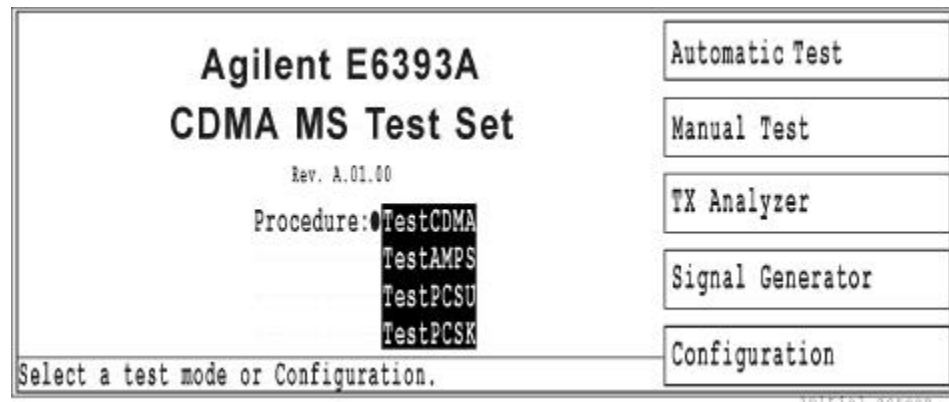 Agilent E6393A
CDMA MS Test Set
Rev. A.01.00
Procedure: TestCDMA
TestAMPS
TestPCSU
TestPCSK
Select a test mode or Configuration.
Automatic Test
Manual Test
TX Analyzer
Signal Generator
Configuration